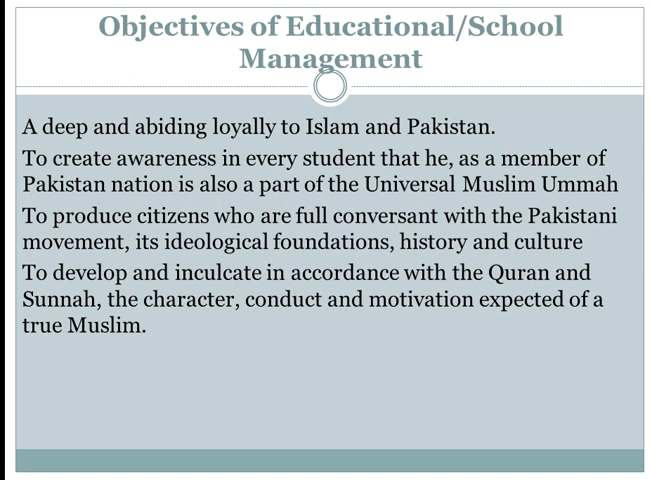 Objectives of Educational/School
Management
A deep and abiding loyally to Islam and Pakistan.
To create awareness in every student that he, as a member of
Pakistan nation is also a part of the Universal Muslim Ummah
To produce citizens who are full conversant with the Pakistani
movement, its ideological foundations, history and culture
To develop and inculcate in accordance with the Quran and
Sunnah, the character, conduct and motivation expected of a
true Muslim.